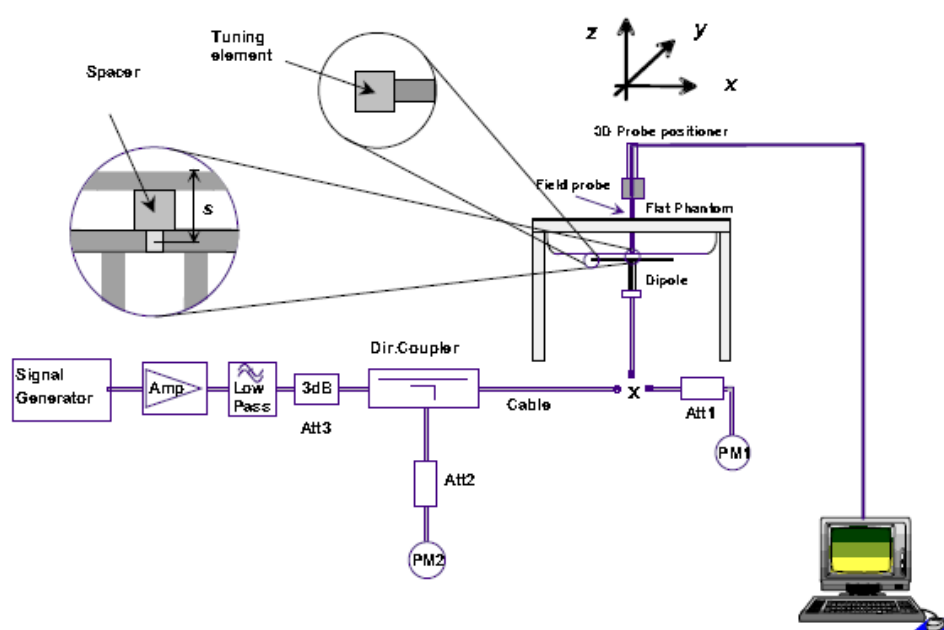 Tuning
element
Spacer
s
z
y
x
3D Probe positioner
Field probe
Flat Phantom
Dipole
Signal
Generator
Amp
Low
Pass
3dB
Att3
Dir.Coupler
Cable
x
Att1
PM1
Att2
PM2